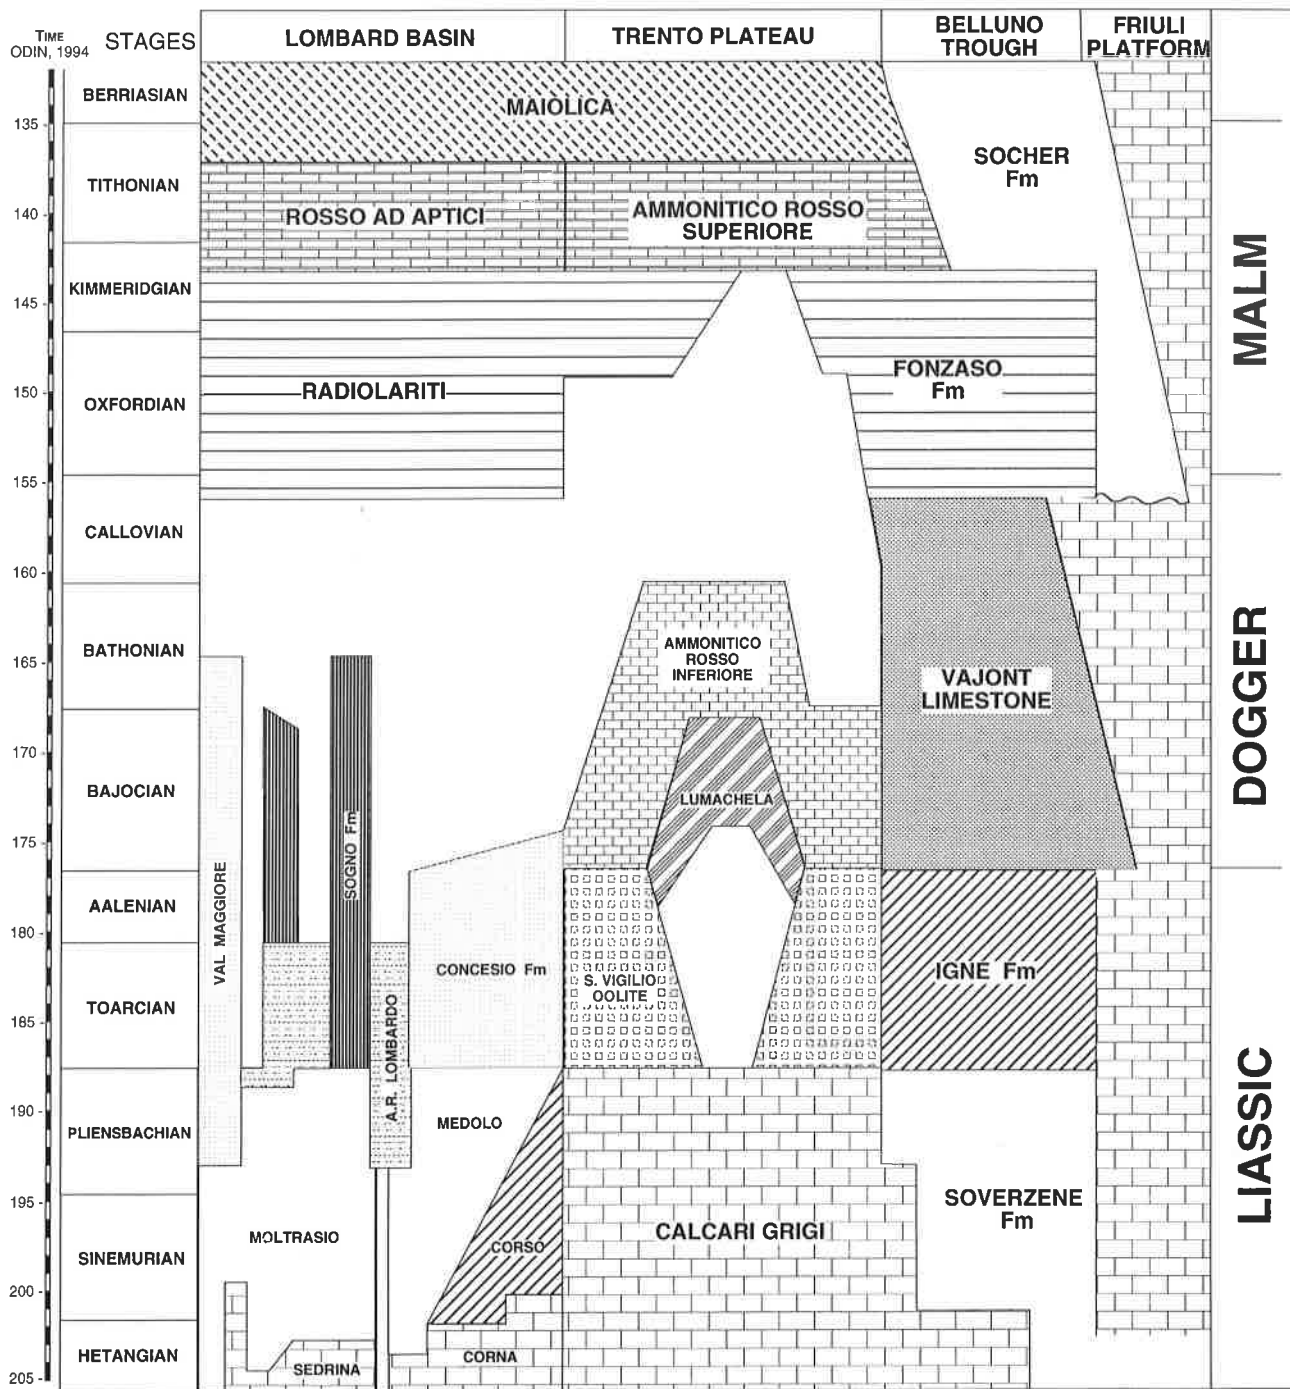 TIME
ODIN, 1994
STAGES
LOMBARD BASIN
TRENTO PLATEAU
BELLUNO
TROUGH
FRIULI
PLATFORM
BERRIASIAN
135
TITHONIAN
140
KIMMERIDGIAN
145
OXFORDIAN
150
155
CALLOVIAN
160
BATHONIAN
165
170
BAJOCIAN
175
AALENIAN
180
TOARCIAN
185
190
PLIENSBACHIAN
195
SINEMURIAN
200
HETANGIAN
205
MAIOLICA
ROSSO AD APTICI
AMMONITICO ROSSO
SUPERIORE
SOCHER
Fm
RADIOLARITI
FONZASO
Fm
AMMONITICO
ROSSO
INFERIORE
VAJONT
LIMESTONE
LUMACHELA
VAL MAGGIORE
SOGNO Fm
A.R. LOMBARDO
CONCESIO Fm
S. VIGILIO
OOLITE
IGNE Fm
MEDOLO
MOLTRASIO
CORSO
CALCARI GRIGI
SOVERZENE
Fm
SEDRINA
CORNA
MALM
DOGGER
LIASSIC